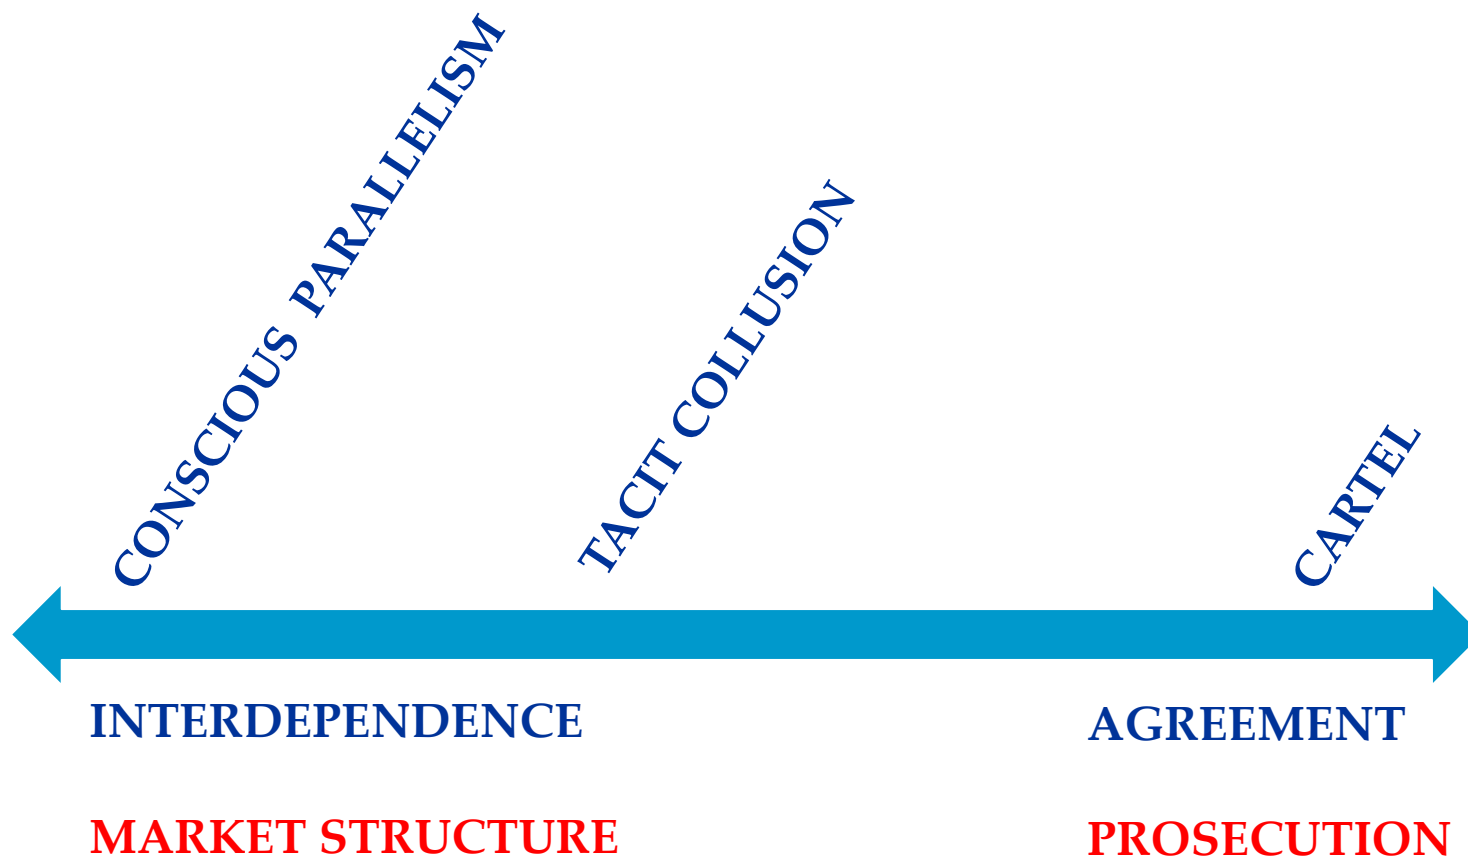 CONSCIOUS PARALLELISM
TACIT COLLUSION
CARTEL
INTERDEPENDENCE
AGREEMENT
MARKET STRUCTURE
PROSECUTION